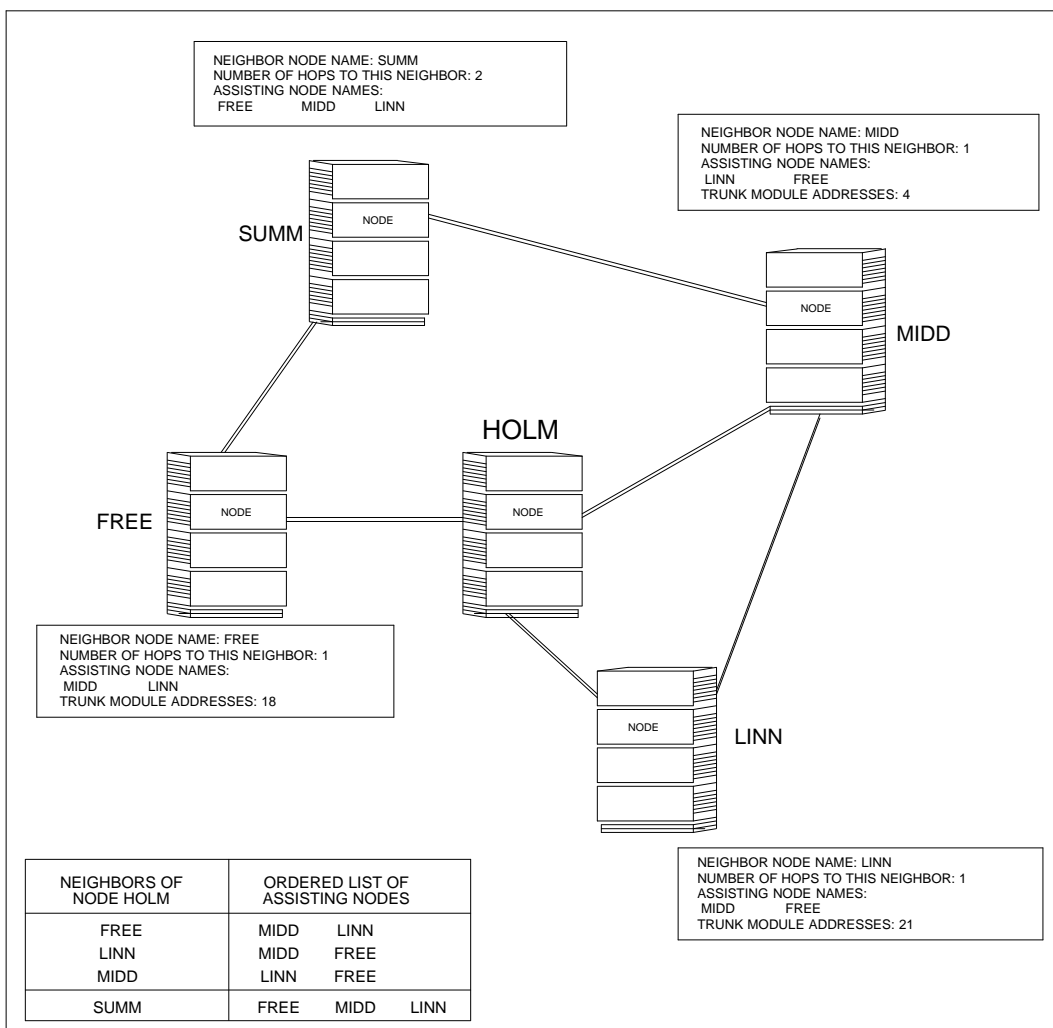 NEIGHBOR NODE NAME: SUMM
NUMBER OF HOPS TO THIS NEIGHBOR: 2
ASSISTING NODE NAMES:
FREE MIDD LINN
NEIGHBOR NODE NAME: MIDD
NUMBER OF HOPS TO THIS NEIGHBOR: 1
ASSISTING NODE NAMES:
LINN FREE
TRUNK MODULE ADDRESSES: 4
NODE
SUMM
NODE
MIDD
HOLM
NODE
FREE
NODE
NEIGHBOR NODE NAME: FREE
NUMBER OF HOPS TO THIS NEIGHBOR: 1
ASSISTING NODE NAMES:
MIDD LINN
TRUNK MODULE ADDRESSES: 18
NODE
LINN
NEIGHBOR NODE NAME: LINN
NUMBER OF HOPS TO THIS NEIGHBOR: 1
ASSISTING NODE NAMES:
MIDD FREE
TRUNK MODULE ADDRESSES: 21
NEIGHBORS OF NODE HOLM
ORDERED LIST OF ASSISTING NODES
FREE MIDD LINN
LINN MIDD FREE
MIDD LINN FREE
SUMM FREE MIDD LINN